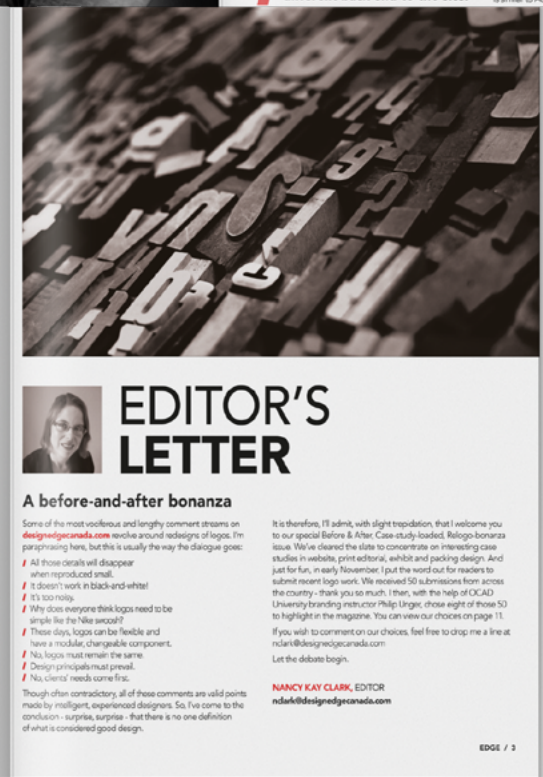 EDITOR'S
LETTER
A before-and-after bonanza
Some of the most vociferous and lengthy comment streams on
designedgecanada.com revolve around redesigns of logos. I'm
paraphrasing here, but this is usually the way the dialogue goes:
All those details will disappear
when reproduced small.
It doesn't work in black-and-white!
It's too noisy.
Why does everyone think logos need to be
simple like the Nike swoosh?
These days, logos can be flexible and
have a modular, changeable component.
No, logos must remain the same.
Design principals must prevail.
No, clients' needs come first.
Though often contradictory, all of those comments are valid points
made by intelligent, experienced designers. So, I've come to the
conclusion - surprise, surprise - that there is no one definition
of what is considered good design.
It is therefore, I'll admit, with slight trepidation, that I welcome you
to our special Before & After, Case-study-loaded, Relogo-bonanza
issue. We've cleared the slate to concentrate on interesting case
studies in website, print editorial, exhibit and packing design. And
just for fun, in early November, I put the word out for readers to
submit recent logo work. We received 50 submissions from across
the country - thank you so much. I then, with the help of OCAD
University branding instructor Philip Unger, chose eight of those 50
to highlight in the magazine. You can view our choices on page 11.
If you wish to comment on our choices, feel free to drop me a line at
nclark@designedgecanada.com
Let the debate begin.
NANCY KAY CLARK, EDITOR
nclark@designedgecanada.com
EDGE / 3